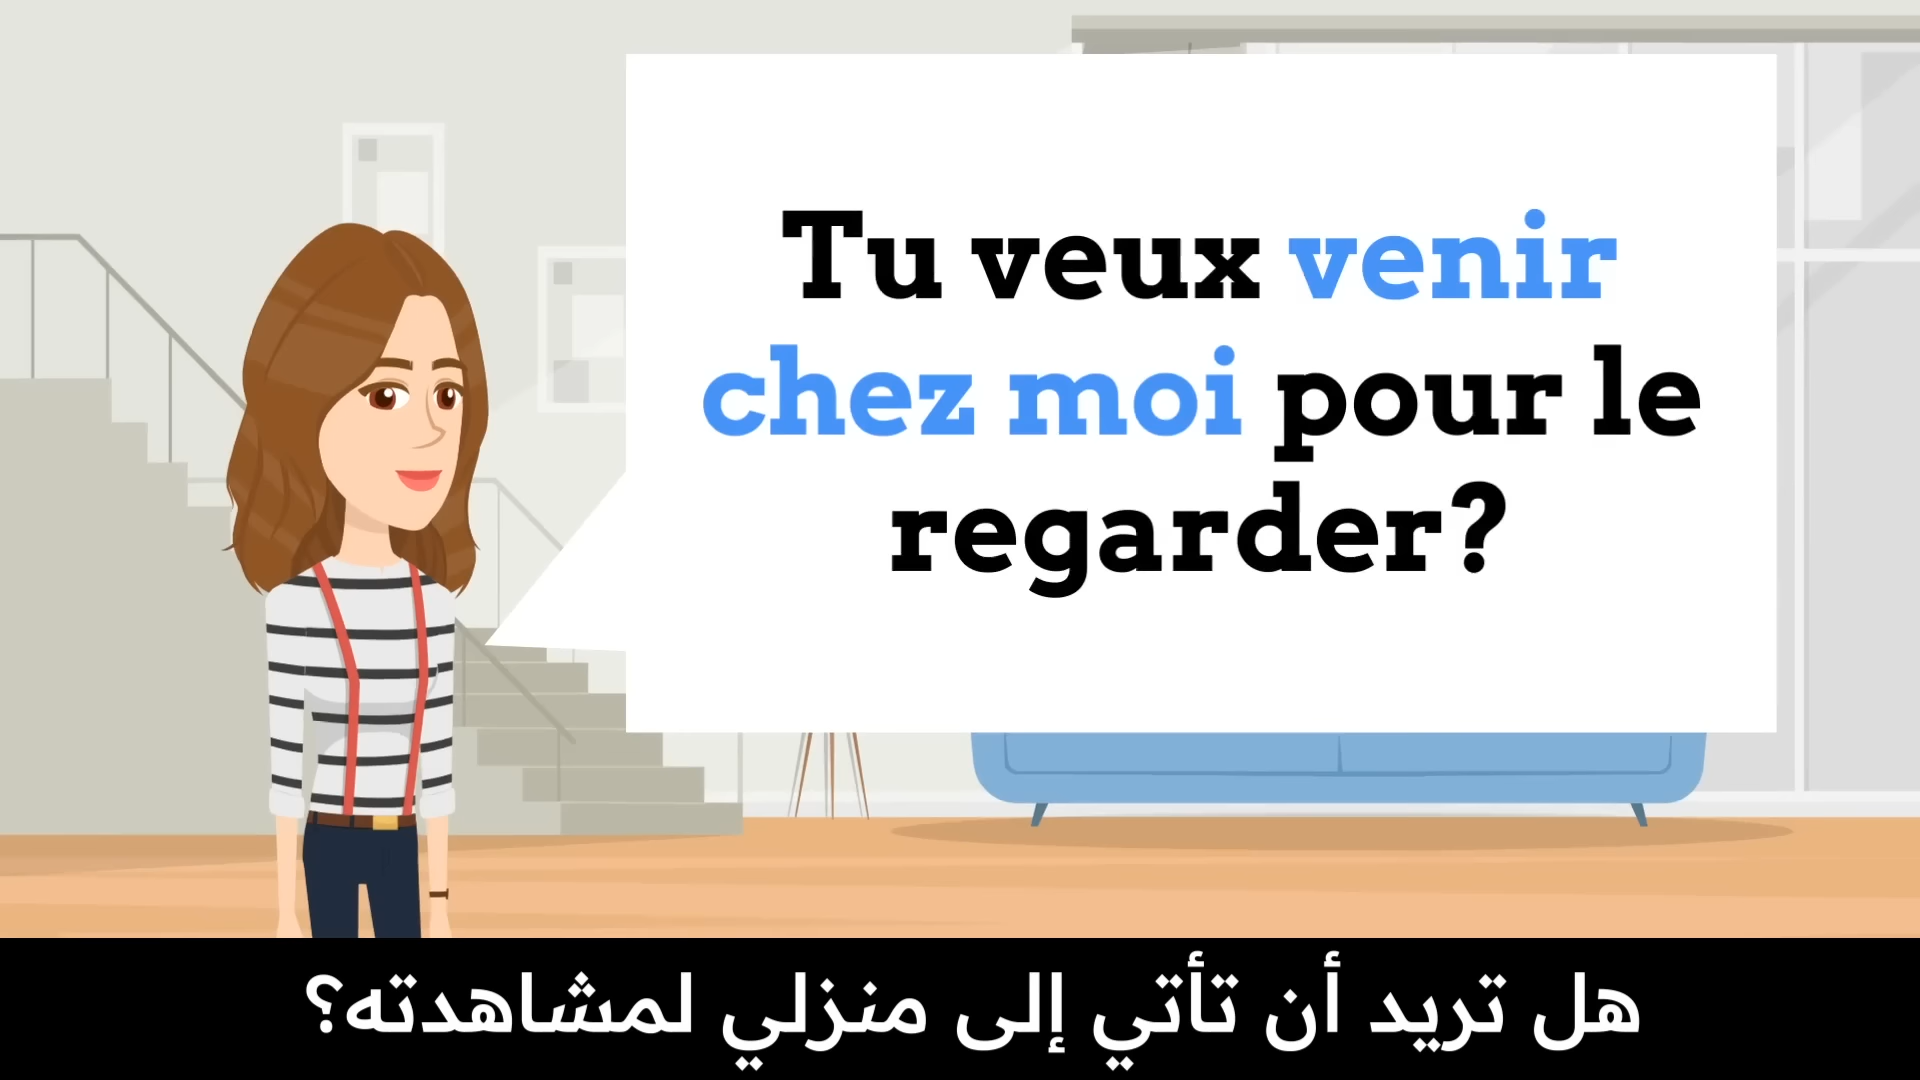 Tu veux venir
chez moi pour le
regarder?
هل تريد أن تأتي إلى منزلي لمشاهدته؟